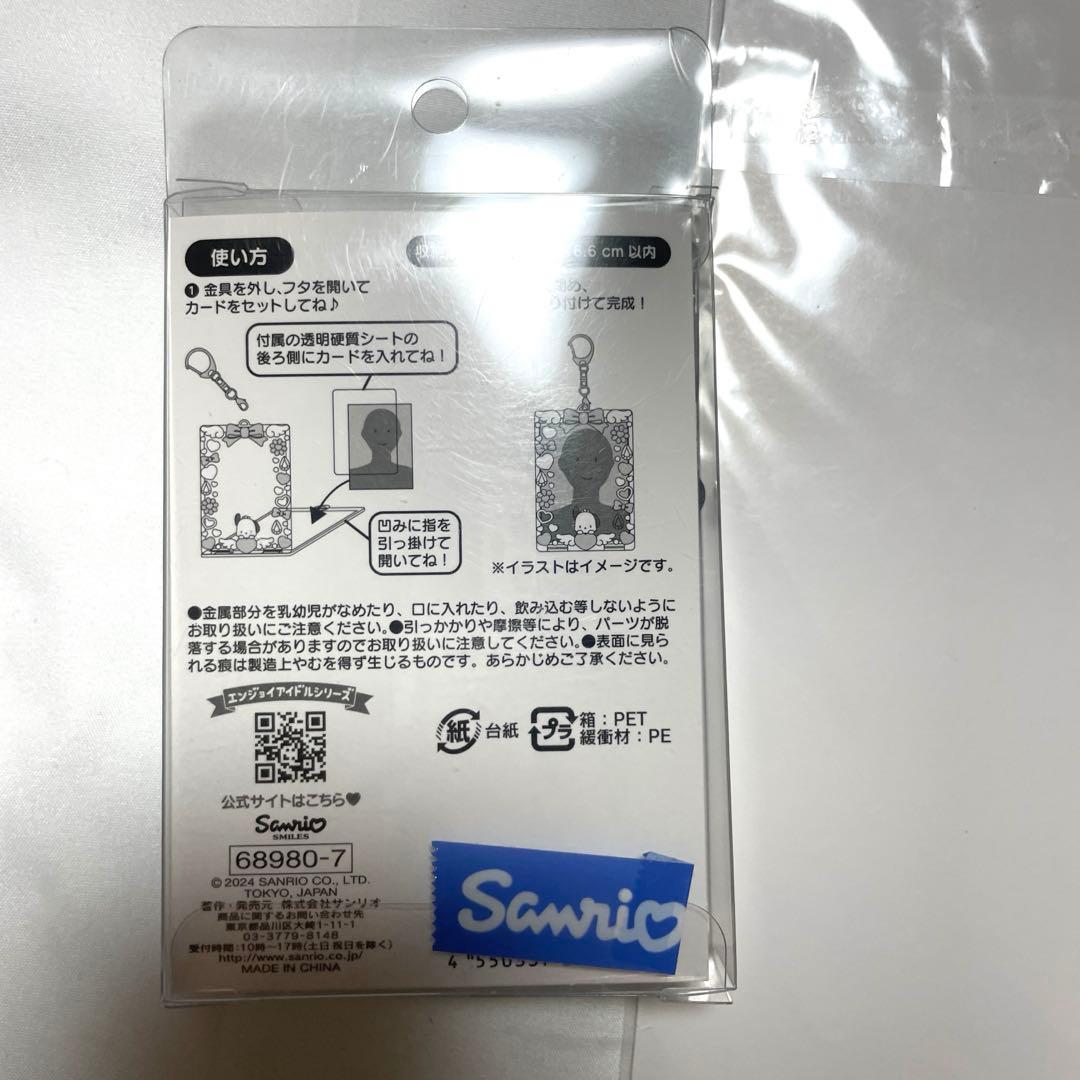 使い方
6.6 cm 以内
❶ 金具を外し、フタを開いて
カードをセットしてね♪
り付けて完成！
付属の透明硬質シートの
後ろ側にカードを入れてね！
凹みに指を
引っ掛けて
開いてね！
※イラストはイメージです。
●金属部分を乳幼児がなめたり、口に入れたり、飲み込む等しないように
お取り扱いにご注意ください。●引っかかりや摩擦等により、パーツが脱
落する場合がありますのでお取り扱いに注意してください。●表面に見ら
れる痕は製造上やむを得ず生じるものです。あらかじめご了承ください。
エンジョイアイドルシリーズ
紙 台紙
プラ 箱：PET
緩衝材：PE
公式サイトはこちら♥
Sanrio
SMILES
68980-7
© 2024 SANRIO CO., LTD.
TOKYO, JAPAN
著作・発売元 株式会社サンリオ
商品に関するお問い合わせ先
東京都品川区大崎1-11-1
03-3779-8148
受付時間：10時～17時(土日祝日を除く)
http://www.sanrio.co.jp/
MADE IN CHINA
Sanrio